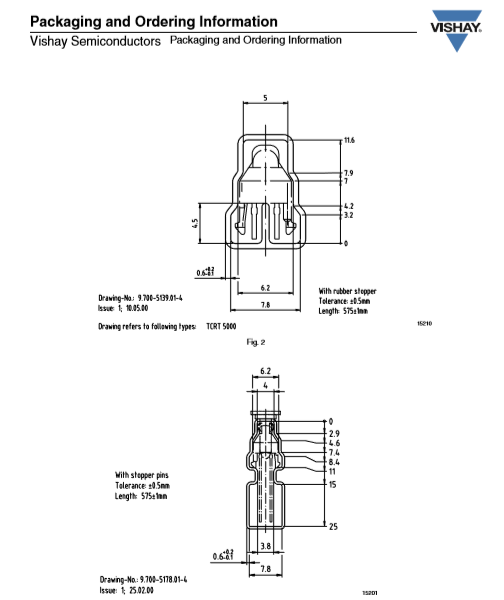 Packaging and Ordering Information
Vishay Semiconductors Packaging and Ordering Information
VISHAY.
5
11.6
7.9
7
4.2
3.2
0
4.5
0.6 +0.2 -0.1
6.2
7.8
With rubber stopper
Tolerance: ±0.5mm
Length: 575±1mm
Drawing-No.: 9.700-5139.01-4
Issue: 1; 10.05.00
Drawing refers to following types: TCRT 5000
15210
Fig. 2
6.2
4
0
2.9
4.6
7.4
8.4
11
15
25
With stopper pins
Tolerance: ±0.5mm
Length: 575±1mm
3.8
0.6 +0.2 -0.1
7.8
Drawing-No.: 9.700-5178.01-4
Issue: 1; 25.02.00
15201